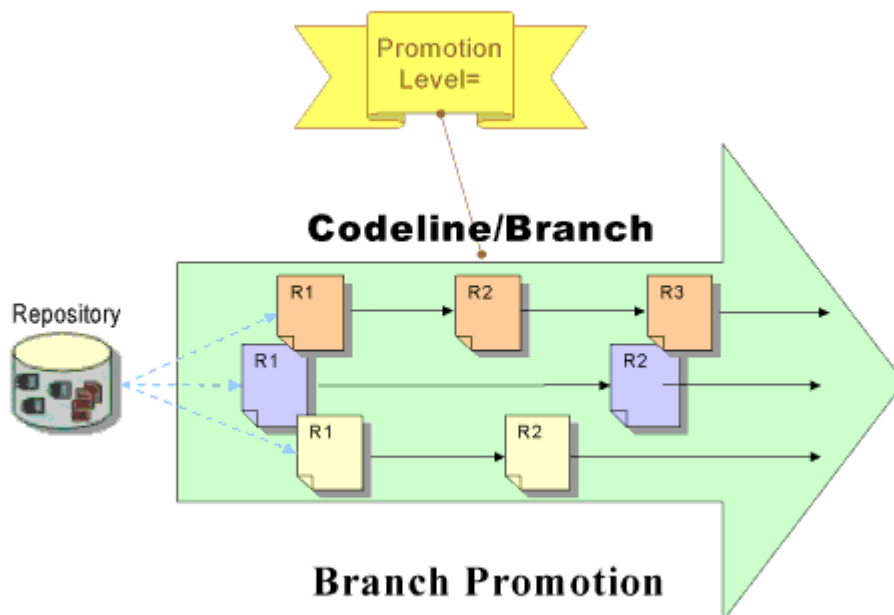 Promotion
Level=
Codeline/Branch
Repository
R1
R2
R3
R1
R2
R1
R2
Branch Promotion